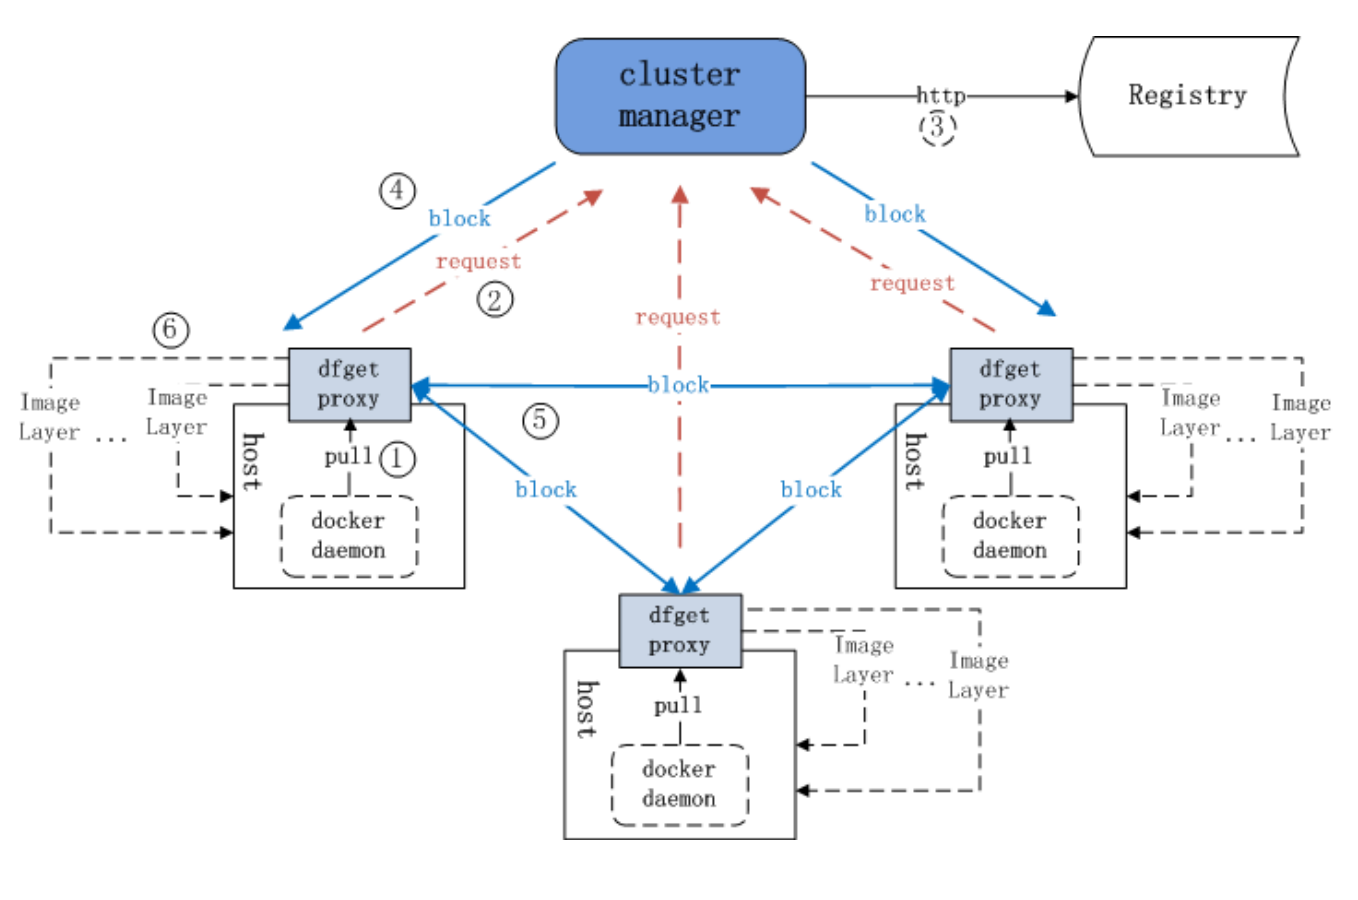 cluster
manager
http
③
Registry
④
block
block
request
②
request
request
⑥
dfget
proxy
block
dfget
proxy
Image
Layer
...
Image
Layer
⑤
host
pull
①
docker
daemon
block
block
host
pull
docker
daemon
Image
Layer
...
Image
Layer
dfget
proxy
host
pull
docker
daemon
Image
Layer
...
Image
Layer